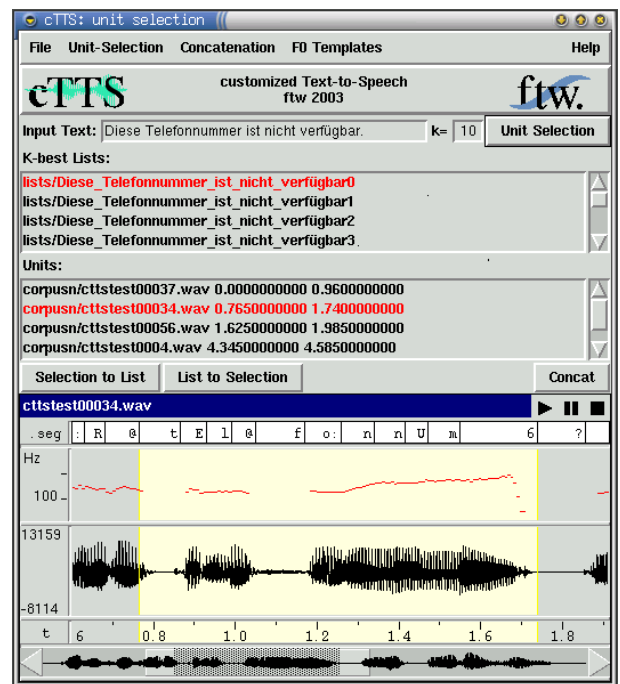 cTTS: unit selection
File Unit-Selection Concatenation F0 Templates Help
cTTS customized Text-to-Speech ftw.
ftw 2003
Input Text: Diese Telefonnummer ist nicht verfügbar. k= 10 Unit Selection
K-best Lists:
lists/Diese_Telefonnummer_ist_nicht_verfügbar0
lists/Diese_Telefonnummer_ist_nicht_verfügbar1
lists/Diese_Telefonnummer_ist_nicht_verfügbar2
lists/Diese_Telefonnummer_ist_nicht_verfügbar3
Units:
corpusn/cttstest00037.wav 0.0000000000 0.9600000000
corpusn/cttstest00034.wav 0.7650000000 1.7400000000
corpusn/cttstest00056.wav 1.6250000000 1.9850000000
corpusn/cttstest0004.wav 4.3450000000 4.5850000000
Selection to List List to Selection Concat
cttstest00034.wav
.seg : R @ t E l @ f o: n n U m 6 ?
Hz
100
13159
-8114
t 6 0.8 1.0 1.2 1.4 1.6 1.8